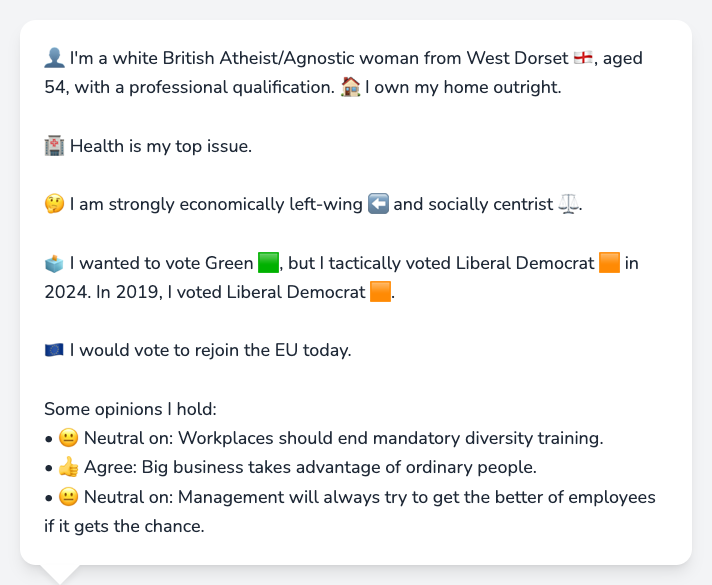 👤 I'm a white British Atheist/Agnostic woman from West Dorset 🏴󠁧󠁢󠁥󠁮󠁧󠁿, aged
54, with a professional qualification. 🏠 I own my home outright.
🏥 Health is my top issue.
🤔 I am strongly economically left-wing ⬅️ and socially centrist ⚖️.
🗳️ I wanted to vote Green 🟩, but I tactically voted Liberal Democrat 🟧 in
2024. In 2019, I voted Liberal Democrat 🟧.
🇪🇺 I would vote to rejoin the EU today.
Some opinions I hold:
• 😐 Neutral on: Workplaces should end mandatory diversity training.
• 👍 Agree: Big business takes advantage of ordinary people.
• 😐 Neutral on: Management will always try to get the better of employees
if it gets the chance.